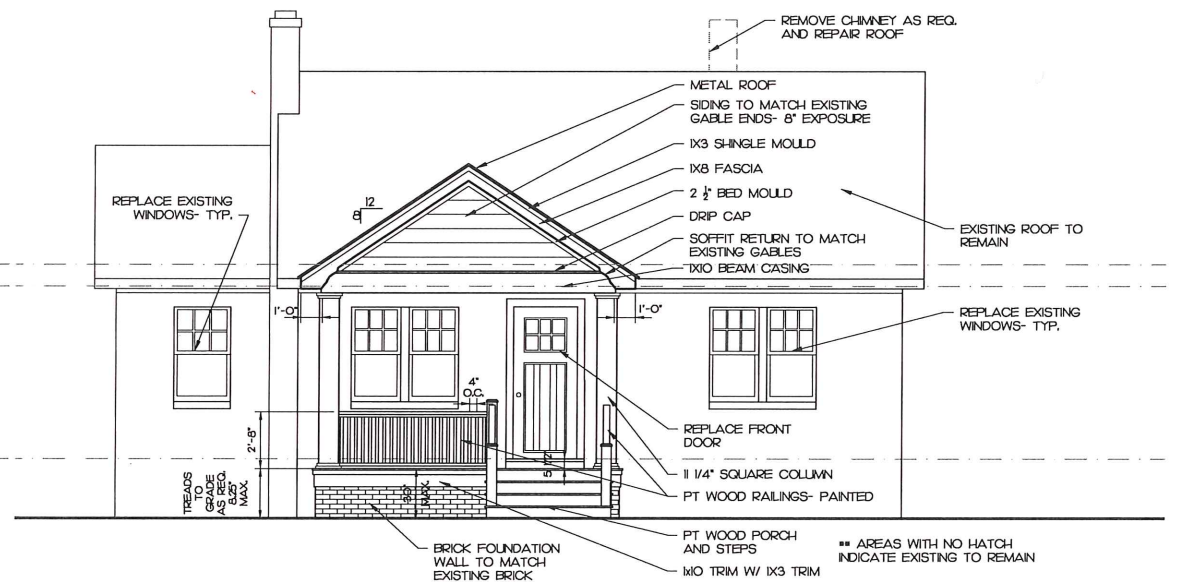 REMOVE CHIMNEY AS REQ.
AND REPAIR ROOF
METAL ROOF
SIDING TO MATCH EXISTING
GABLE ENDS- 8" EXPOSURE
1X3 SHINGLE MOULD
1X8 FASCIA
2 ½" BED MOULD
DRIP CAP
SOFFIT RETURN TO MATCH
EXISTING GABLES
1X10 BEAM CASING
REPLACE EXISTING
WINDOWS- TYP.
12
8
EXISTING ROOF TO
REMAIN
1'-0"
1'-0"
REPLACE EXISTING
WINDOWS- TYP.
4"
O.C.
2'-8"
REPLACE FRONT
DOOR
5 1/2
11 1/4" SQUARE COLUMN
TREADS
TO
GRADE
AS REQ.
8.25"
MAX.
30"
MAX.
PT WOOD RAILINGS- PAINTED
PT WOOD PORCH
AND STEPS
** AREAS WITH NO HATCH
INDICATE EXISTING TO REMAIN
BRICK FOUNDATION
WALL TO MATCH
EXISTING BRICK
1x10 TRIM W/ 1X3 TRIM